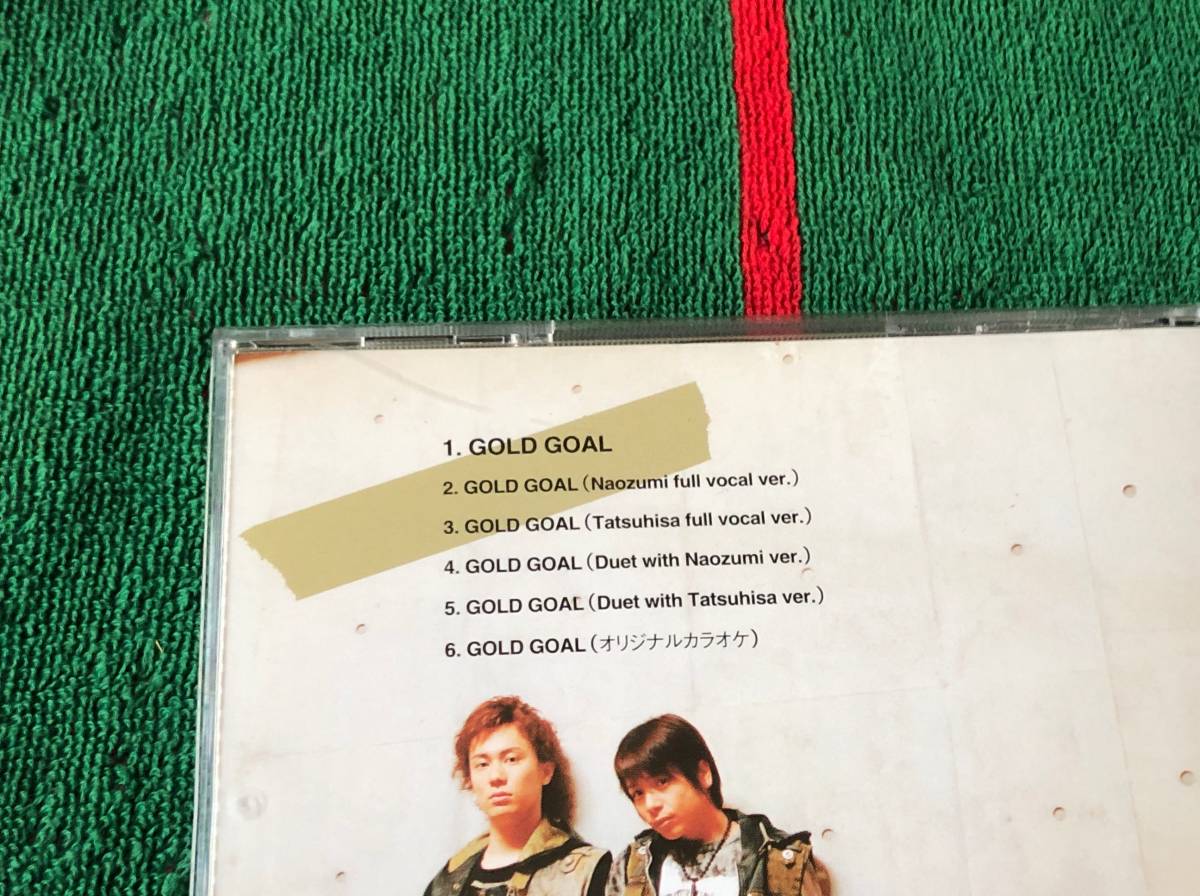 1. GOLD GOAL
2. GOLD GOAL（Naozumi full vocal ver.）
3. GOLD GOAL（Tatsuhisa full vocal ver.）
4. GOLD GOAL（Duet with Naozumi ver.）
5. GOLD GOAL（Duet with Tatsuhisa ver.）
6. GOLD GOAL（オリジナルカラオケ）